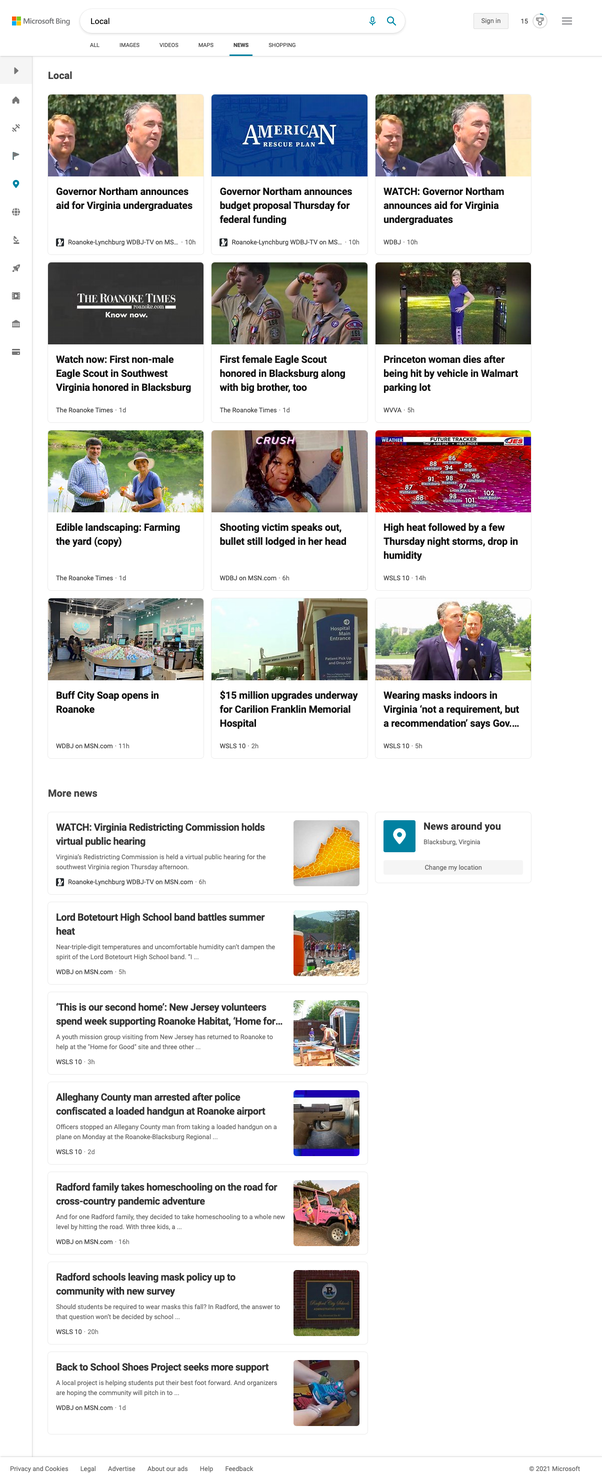 Microsoft Bing
Local
Sign in
15
ALL
IMAGES
VIDEOS
MAPS
NEWS
SHOPPING
Local
Governor Northam announces
aid for Virginia undergraduates
Roanoke-Lynchburg WDBJ-TV on MS... · 10h
AMERICAN
RESCUE PLAN
Governor Northam announces
budget proposal Thursday for
federal funding
Roanoke-Lynchburg WDBJ-TV on MS... · 10h
WATCH: Governor Northam
announces aid for Virginia
undergraduates
WDBJ · 10h
THE ROANOKE TIMES
roanoke.com
Know now.
Watch now: First non-male
Eagle Scout in Southwest
Virginia honored in Blacksburg
The Roanoke Times · 1d
First female Eagle Scout
honored in Blacksburg along
with big brother, too
The Roanoke Times · 1d
Princeton woman dies after
being hit by vehicle in Walmart
parking lot
WVVA · 5h
Edible landscaping: Farming
the yard (copy)
The Roanoke Times · 1d
CRUSH
Shooting victim speaks out,
bullet still lodged in her head
WDBJ on MSN.com · 6h
WEATHER
FUTURE TRACKER
High heat followed by a few
Thursday night storms, drop in
humidity
WSLS 10 · 14h
Buff City Soap opens in
Roanoke
WDBJ on MSN.com · 11h
Hospital
Main
Entrance
Patient Pick Up
and Drop Off
$15 million upgrades underway
for Carilion Franklin Memorial
Hospital
WSLS 10 · 2h
Wearing masks indoors in
Virginia ‘not a requirement, but
a recommendation’ says Gov....
WSLS 10 · 5h
More news
WATCH: Virginia Redistricting Commission holds
virtual public hearing
Virginia's Redistricting Commission is held a virtual public hearing for the
southwest Virginia region Thursday afternoon.
Roanoke-Lynchburg WDBJ-TV on MSN.com · 6h
News around you
Blacksburg, Virginia
Change my location
Lord Botetourt High School band battles summer
heat
Near-triple-digit temperatures and uncomfortable humidity can't dampen the
spirit of the Lord Botetourt High School band. “I ...
WDBJ on MSN.com · 5h
‘This is our second home’: New Jersey volunteers
spend week supporting Roanoke Habitat, ‘Home for...
A youth mission group visiting from New Jersey has returned to Roanoke to
help at the “Home for Good” site and three other ...
WSLS 10 · 3h
Alleghany County man arrested after police
confiscated a loaded handgun at Roanoke airport
Officers stopped an Allegany County man from taking a loaded handgun on a
plane on Monday at the Roanoke-Blacksburg Regional ...
WSLS 10 · 2d
Radford family takes homeschooling on the road for
cross-country pandemic adventure
And for one Radford family, they decided to take homeschooling to a whole new
level by hitting the road. With three kids, a ...
WDBJ on MSN.com · 16h
Radford schools leaving mask policy up to
community with new survey
Should students be required to wear masks this fall? In Radford, the answer to
that question won't be decided by school ...
WSLS 10 · 20h
Back to School Shoes Project seeks more support
A local project is helping students put their best foot forward. And organizers
are hoping the community will pitch in to ...
WDBJ on MSN.com · 1d
Privacy and Cookies
Legal
Advertise
About our ads
Help
Feedback
© 2021 Microsoft